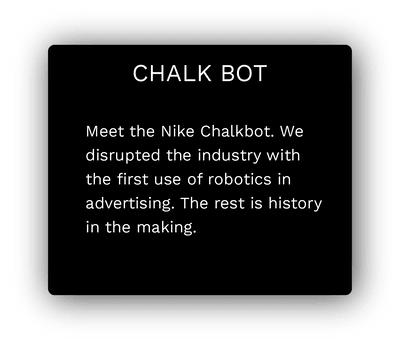 CHALK BOT
Meet the Nike Chalkbot. We
disrupted the industry with
the first use of robotics in
advertising. The rest is history
in the making.